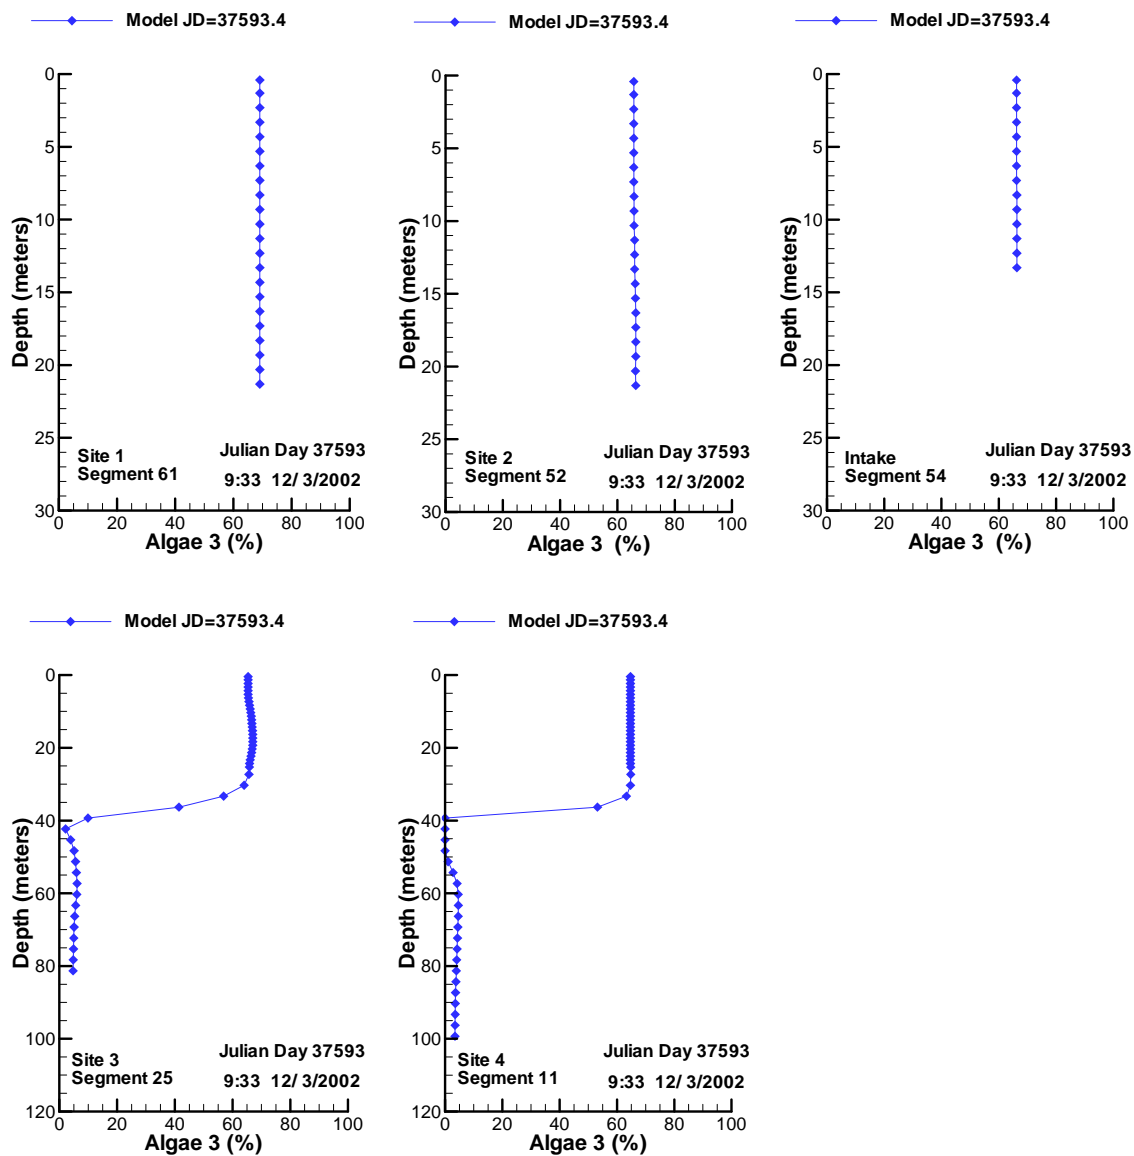 Model JD=37593.4
0
5
10
15
20
25
30
Depth (meters)
Site 1
Segment 61
Julian Day 37593
9:33 12/ 3/2002
0 20 40 60 80 100
Algae 3 (%)
Model JD=37593.4
0
5
10
15
20
25
30
Depth (meters)
Site 2
Segment 52
Julian Day 37593
9:33 12/ 3/2002
0 20 40 60 80 100
Algae 3 (%)
Model JD=37593.4
0
5
10
15
20
25
30
Depth (meters)
Intake
Segment 54
Julian Day 37593
9:33 12/ 3/2002
0 20 40 60 80 100
Algae 3 (%)
Model JD=37593.4
0
20
40
60
80
100
120
Depth (meters)
Site 3
Segment 25
Julian Day 37593
9:33 12/ 3/2002
0 20 40 60 80 100
Algae 3 (%)
Model JD=37593.4
0
20
40
60
80
100
120
Depth (meters)
Site 4
Segment 11
Julian Day 37593
9:33 12/ 3/2002
0 20 40 60 80 100
Algae 3 (%)